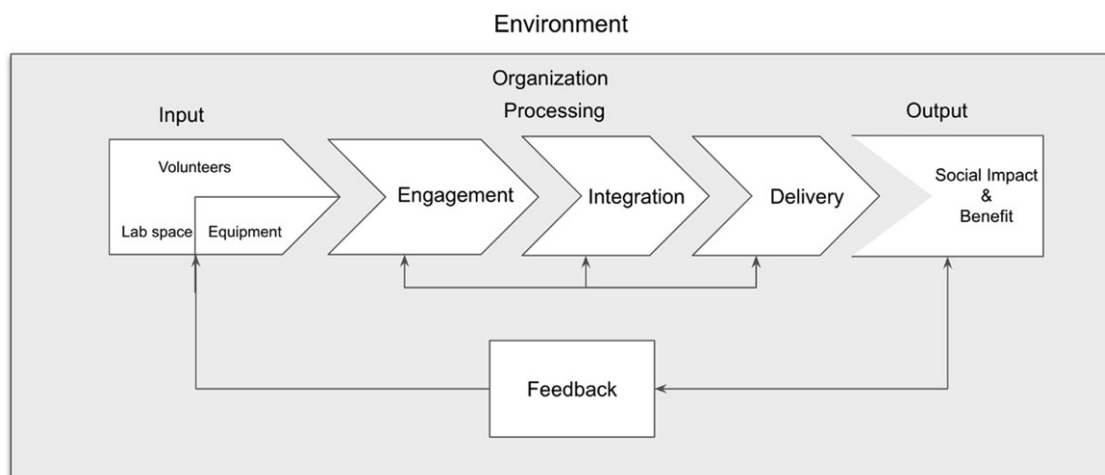 Environment
Organization
Input
Processing
Output
Volunteers
Lab space
Equipment
Engagement
Integration
Delivery
Social Impact
&
Benefit
Feedback